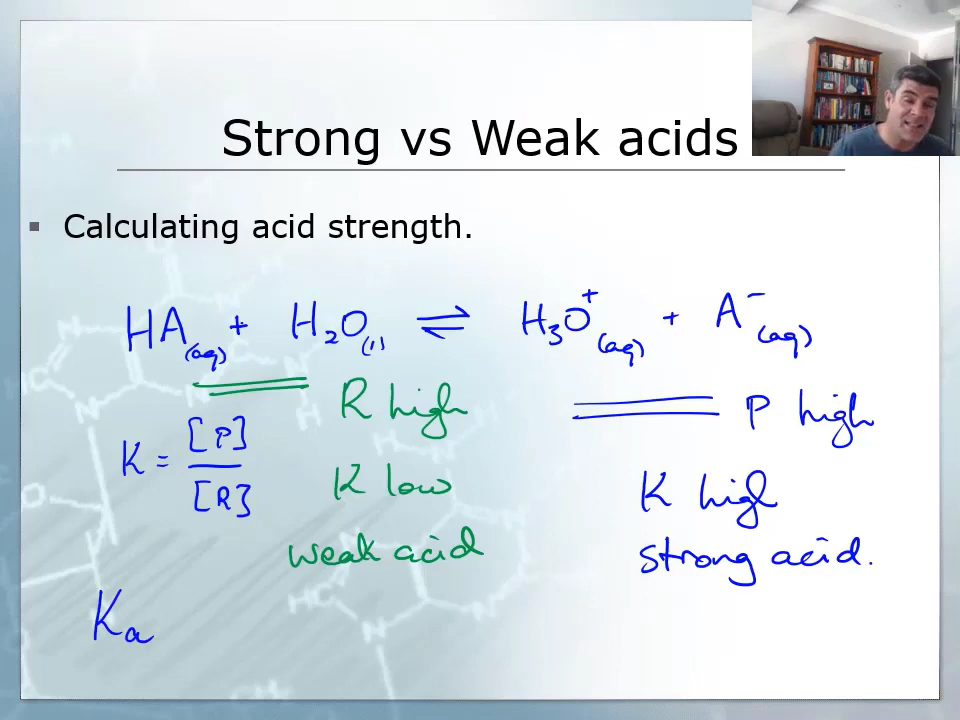 Strong vs Weak acids
Calculating acid strength.
HA(aq) + H₂O(l) ⇌ H₃O⁺(aq) + A⁻(aq)
R high
P high
K = [P]/[R]
K low
K high
weak acid
strong acid.
Kₐ